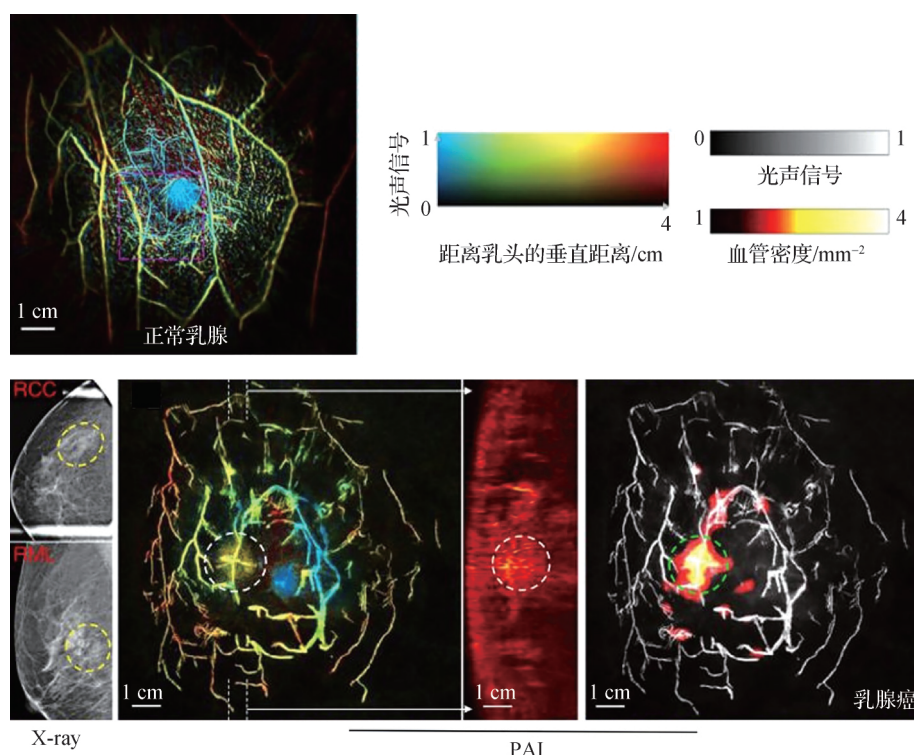 1 cm
正常乳腺
光声信号
1
0
4
距离乳头的垂直距离/cm
0
1
光声信号
1
4
血管密度/mm⁻²
RCC
RML
1 cm
1 cm
1 cm
乳腺癌
X-ray
PAI